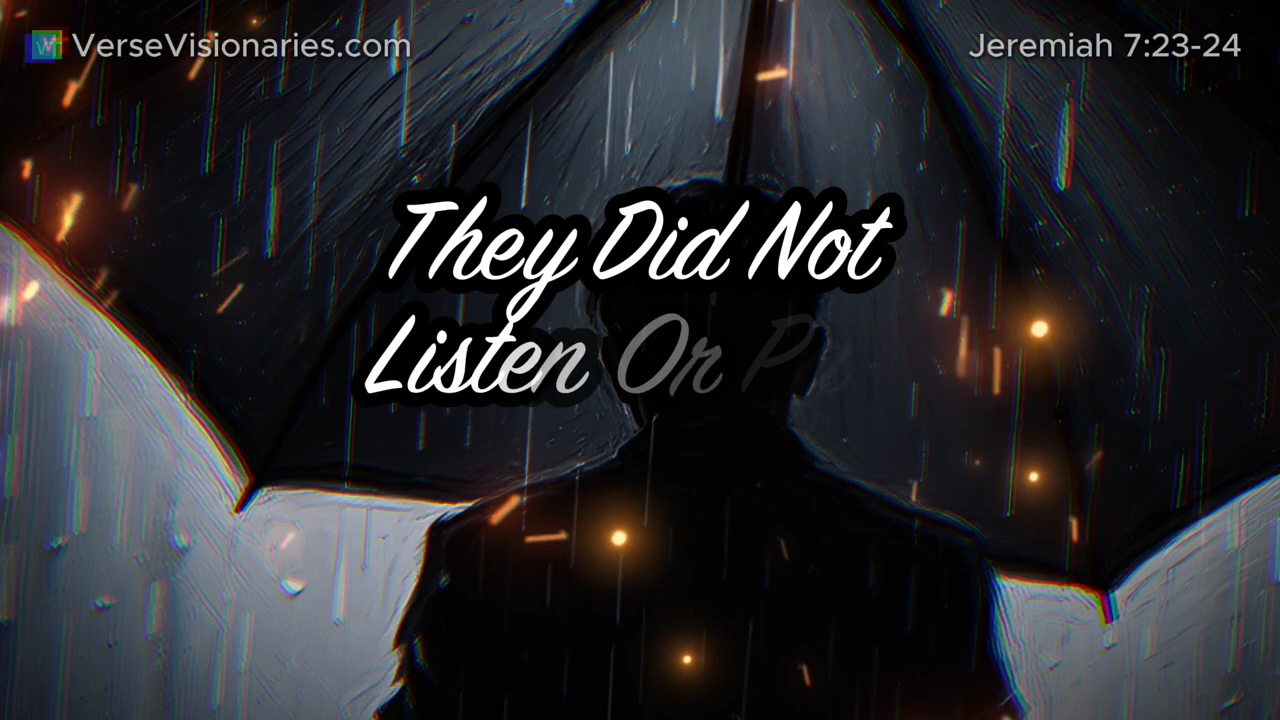 VerseVisionaries.com
Jeremiah 7:23-24
They Did Not
Listen Or